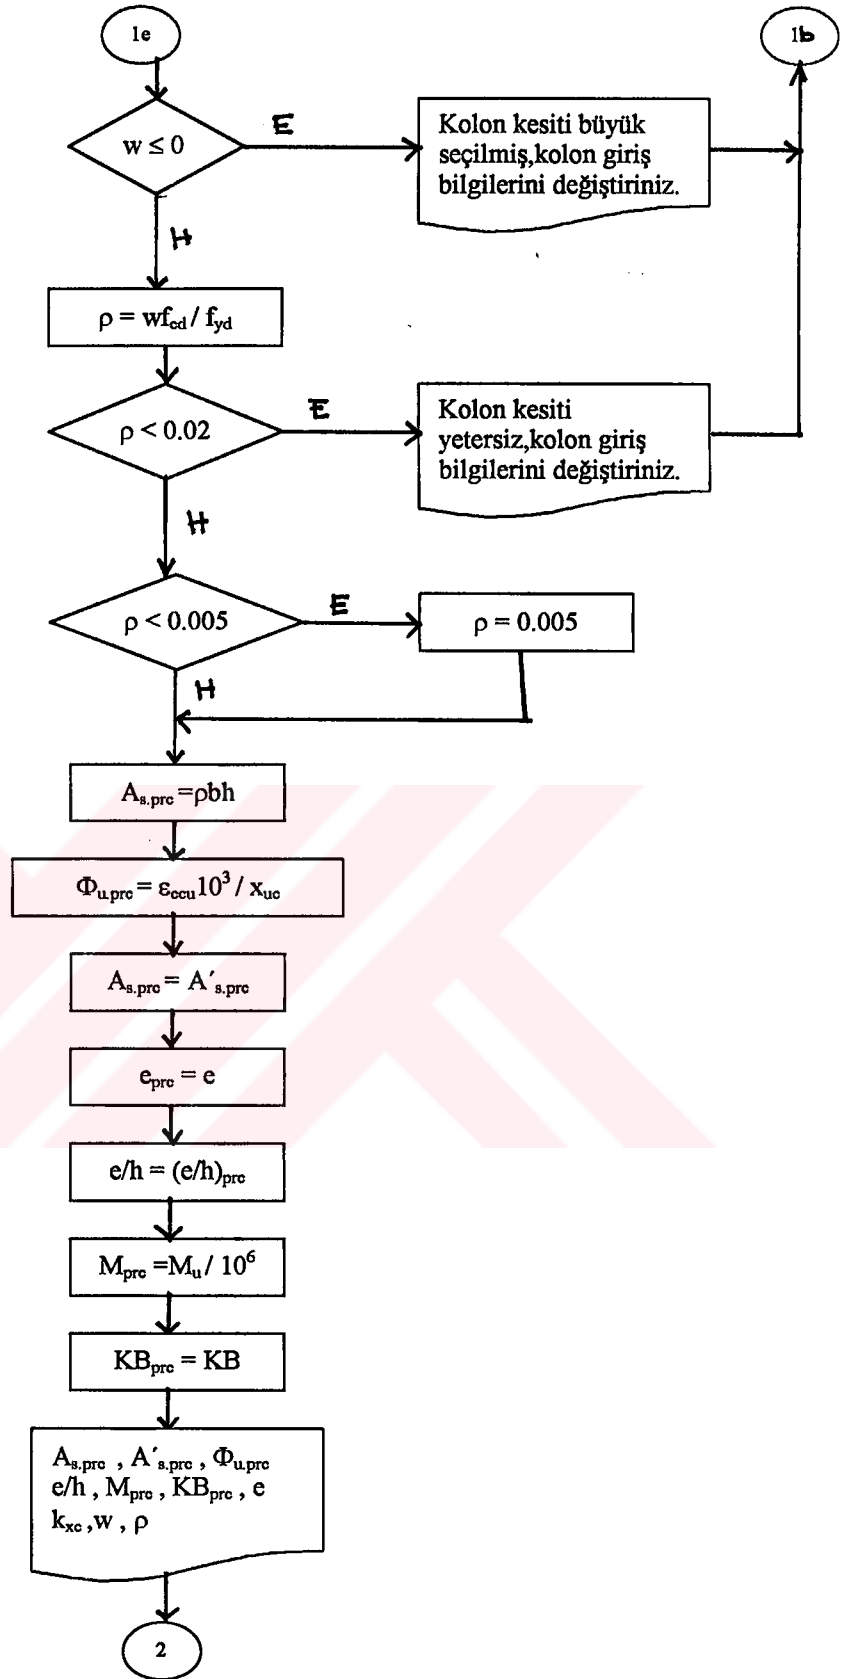 1e
1b
w ≤ 0
E
Kolon kesiti büyük
seçilmiş,kolon giriş
bilgilerini değiştiriniz.
H
ρ = wf_cd / f_yd
ρ < 0.02
E
Kolon kesiti
yetersiz,kolon giriş
bilgilerini değiştiriniz.
H
ρ < 0.005
E
ρ = 0.005
H
A_s.prc =ρbh
Φ_u.prc = ε_ccu10³ / x_uc
A_s.prc = A´_s.prc
e_prc = e
e/h = (e/h)_prc
M_prc =M_u / 10⁶
KB_prc = KB
A_s.prc , A´_s.prc , Φ_u.prc
e/h , M_prc , KB_prc , e
k_xc ,w , ρ
2